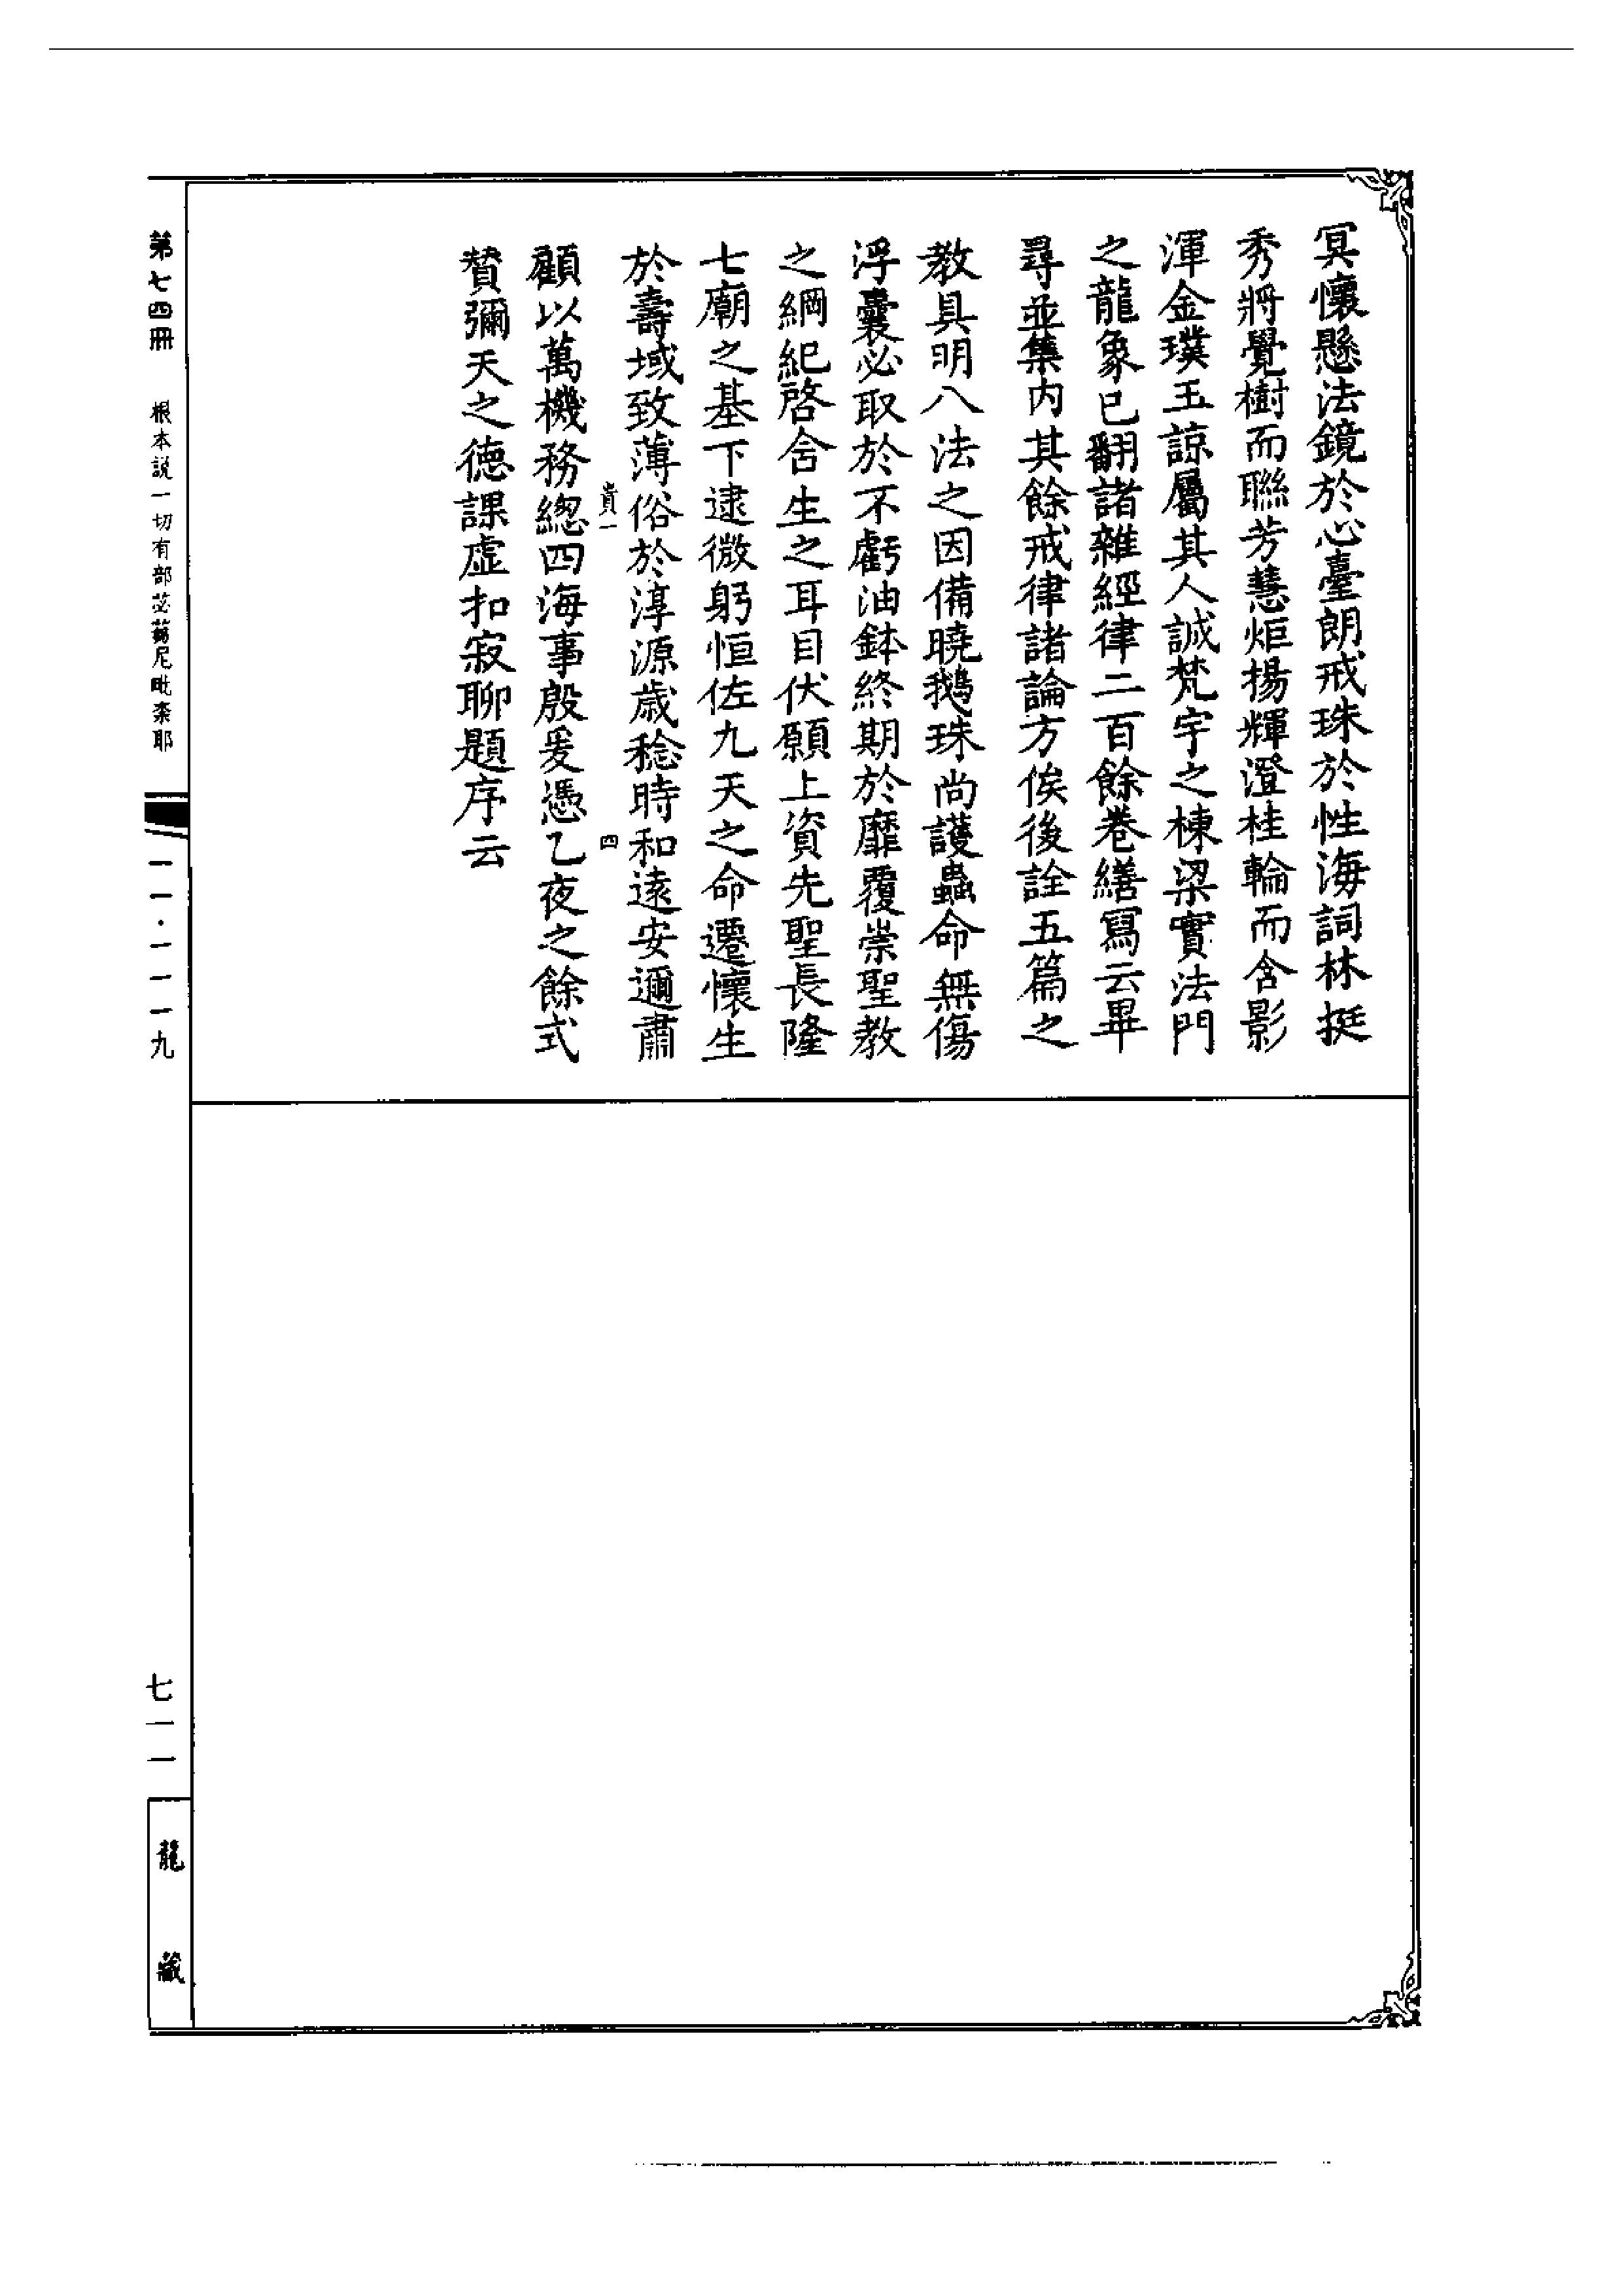 冥懷懸法鏡於心臺朗戒珠於性海詞林挺
秀將覺樹而聯芳慧炬揚輝澄桂輪而含影
渾金璞玉諒屬其人誠梵宇之棟梁實法門
之龍象已翻諸雜經律二百餘卷繕寫云畢
尋並集內其餘戒律諸論方俟後詮五篇之
教具明八法之因備曉鵝珠尚護蟲命無傷
浮囊必取於不虧油鉢終期於靡覆崇聖教
之綱紀啓含生之耳目伏願上資先聖長隆
七廟之基下逮微躬恒佐九天之命遷懷生
於壽域致薄俗於淳源歲稔時和遠安邇肅
貴一
四
顧以萬機務緫四海事殷爰憑乙夜之餘式
賛彌天之德課虛扣寂聊題序云
第七四冊
根本說一切有部苾蒭尼毗柰耶
一一·一一一九
七一一
龍藏